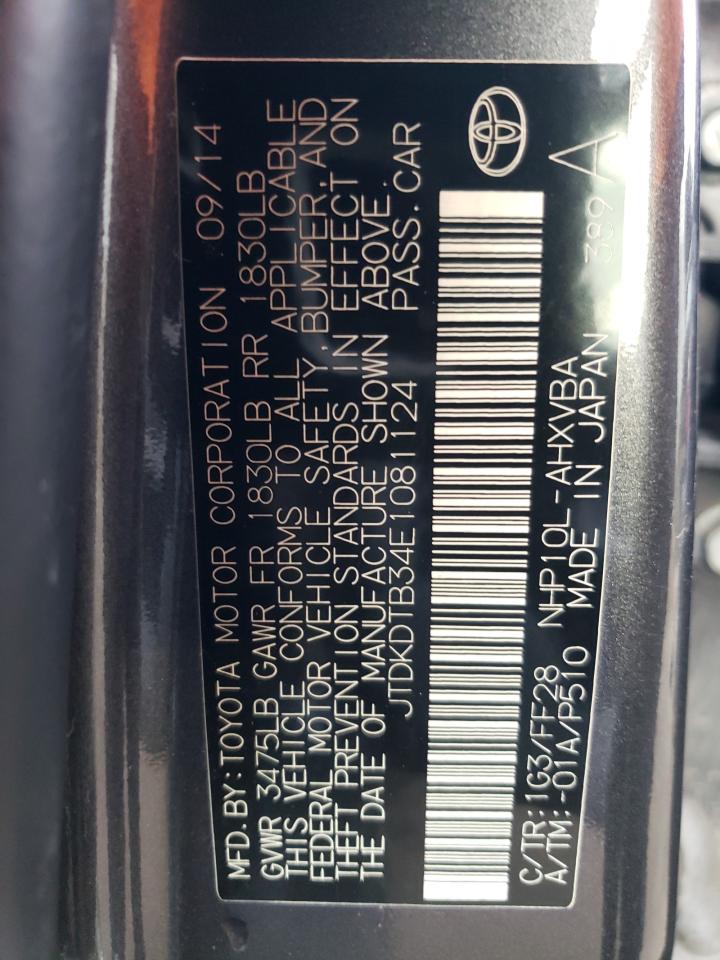 MFD. BY: TOYOTA MOTOR CORPORATION 09/14
GVWR 3475LB GAWR FR 1830LB RR 1830LB
THIS VEHICLE CONFORMS TO ALL APPLICABLE
FEDERAL MOTOR VEHICLE SAFETY, BUMPER, AND
THEFT PREVENTION STANDARDS IN EFFECT ON
THE DATE OF MANUFACTURE SHOWN ABOVE.
JTDKDTB34E1081124 PASS. CAR
C/TR: 1G3/FF28 NHP10L-AHXVBA
A/TM: -01A/P510 MADE IN JAPAN 389 A